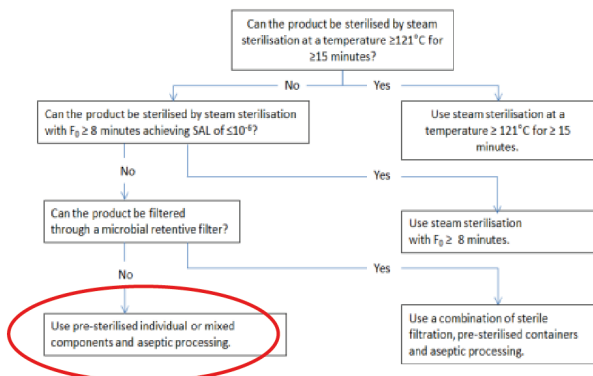 Can the product be sterilised by steam
sterilisation at a temperature ≥121°C for
≥15 minutes?
No
Yes
Can the product be sterilised by steam sterilisation
with F₀ ≥ 8 minutes achieving SAL of ≤10⁻⁶?
Use steam sterilisation at a
temperature ≥ 121°C for ≥ 15
minutes.
No
Yes
Can the product be filtered
through a microbial retentive filter?
Use steam sterilisation
with F₀ ≥ 8 minutes.
No
Yes
Use pre-sterilised individual or mixed
components and aseptic processing.
Use a combination of sterile
filtration, pre-sterilised containers
and aseptic processing.